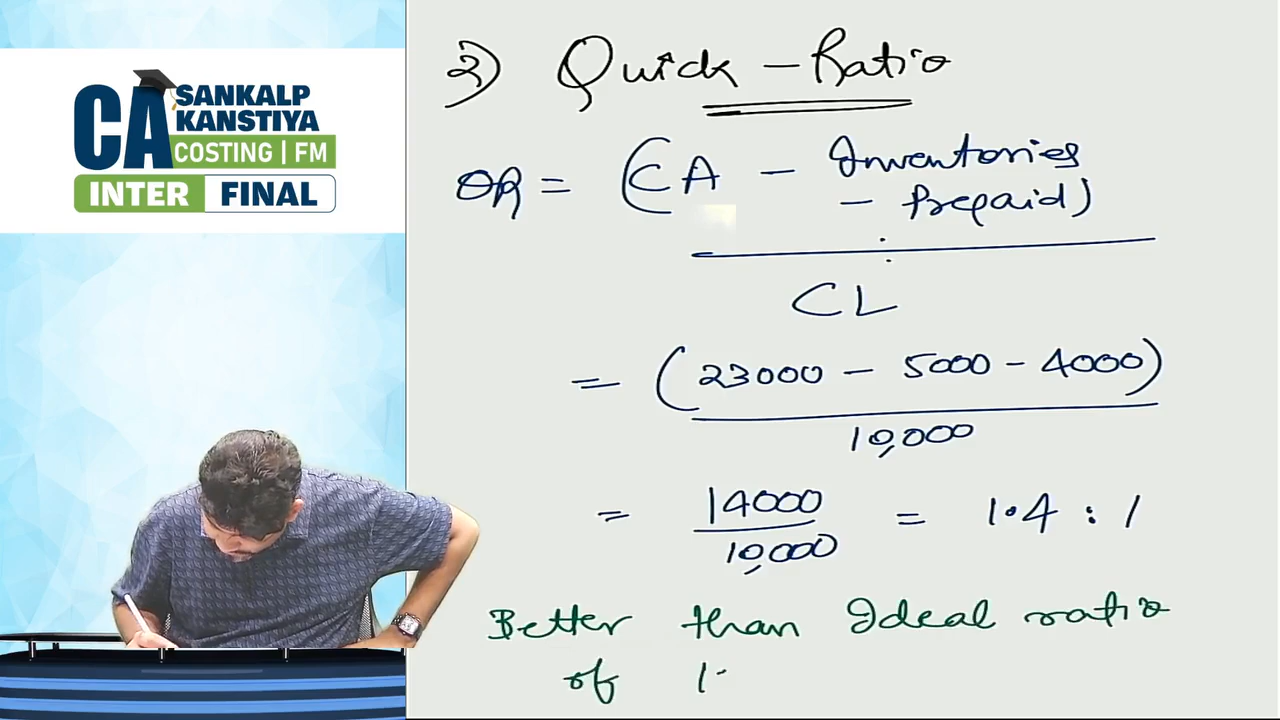 CA SANKALP
KANSTIYA
COSTING | FM
INTER FINAL
2) Quick - Ratio
QR = (CA - Inventories
- Prepaid)
CL
= (23000 - 5000 - 4000)
10,000
= 14000 = 1.4 : 1
10,000
Better than Ideal ratio
of 1